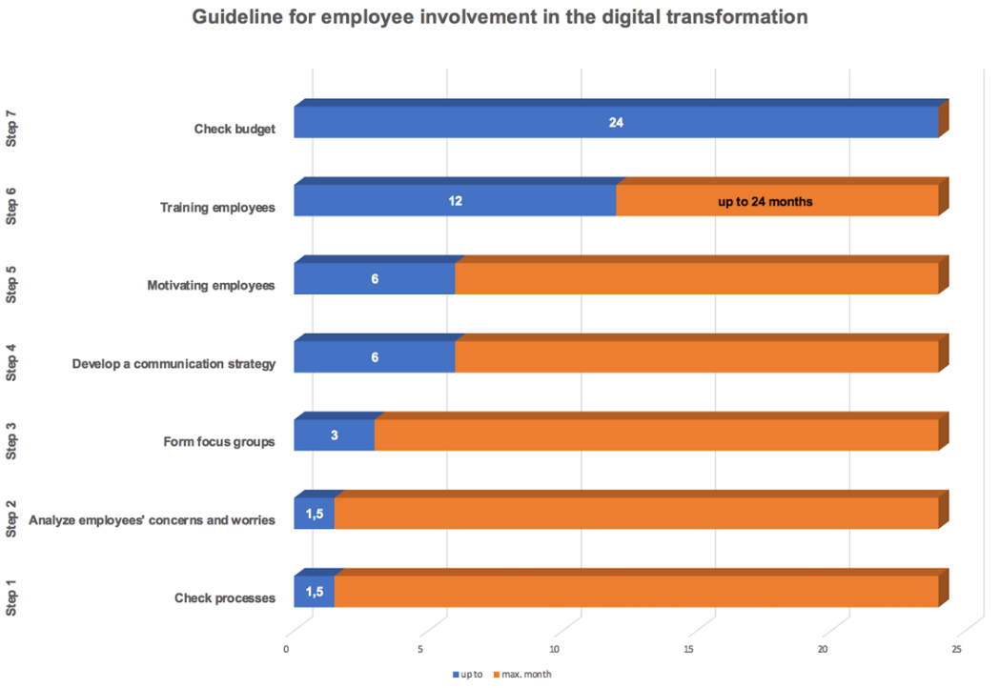 Guideline for employee involvement in the digital transformation
Step 7
Check budget
24
Step 6
Training employees
12
up to 24 months
Step 5
Motivating employees
6
Step 4
Develop a communication strategy
6
Step 3
Form focus groups
3
Step 2
Analyze employees' concerns and worries
1,5
Step 1
Check processes
1,5
0 5 10 15 20 25
up to max. month